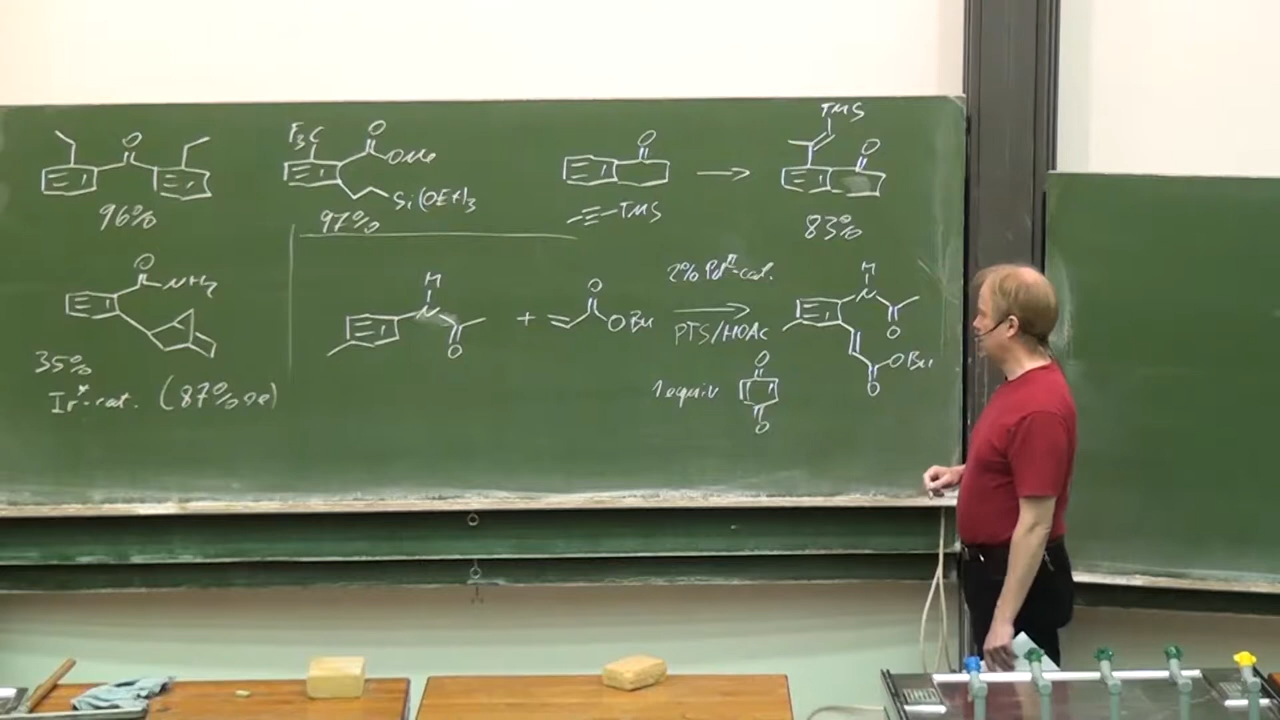 O
96%
F₃C
O
OMe
Si(OEt)₃
97%
O
≡–TMS
→
TMS
O
83%
O
NH₂
35%
Ir*-cat. (87% ee)
H
N
O
+
O
OBu
2% Pdᴵᴵ-cat.
PTS/HOAc
1 equiv
O
O
H
N
O
OBu
O